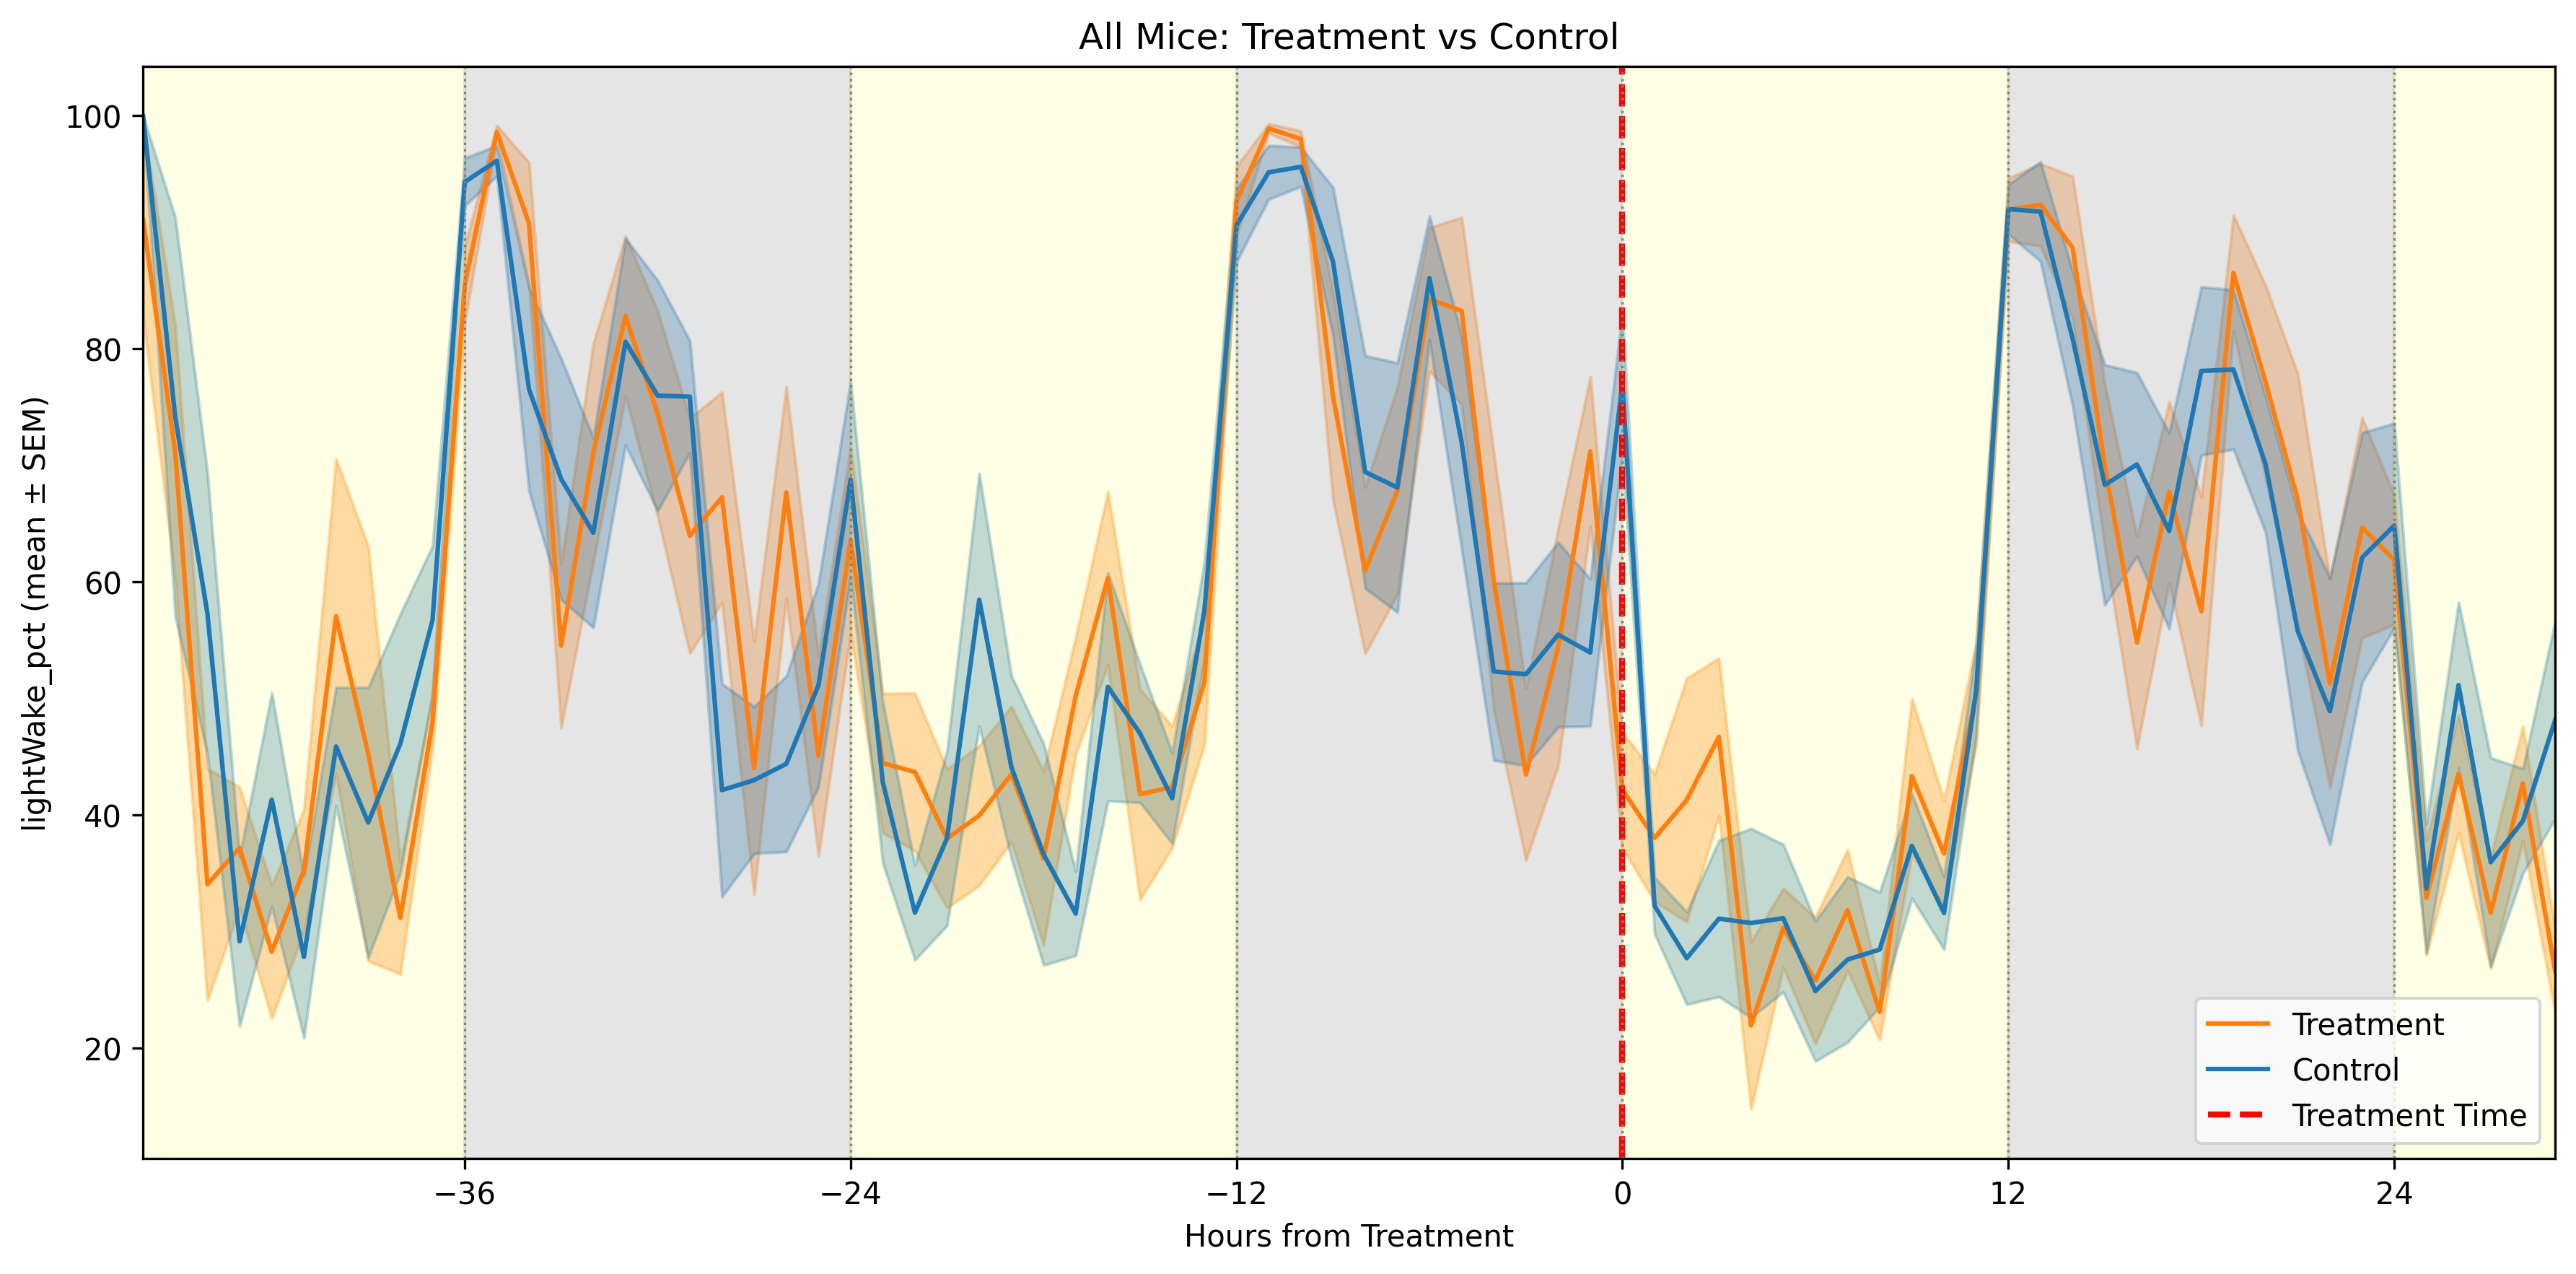 All Mice: Treatment vs Control
lightWake_pct (mean ± SEM)
100
80
60
40
20
−36
−24
−12
0
12
24
Hours from Treatment
Treatment
Control
Treatment Time